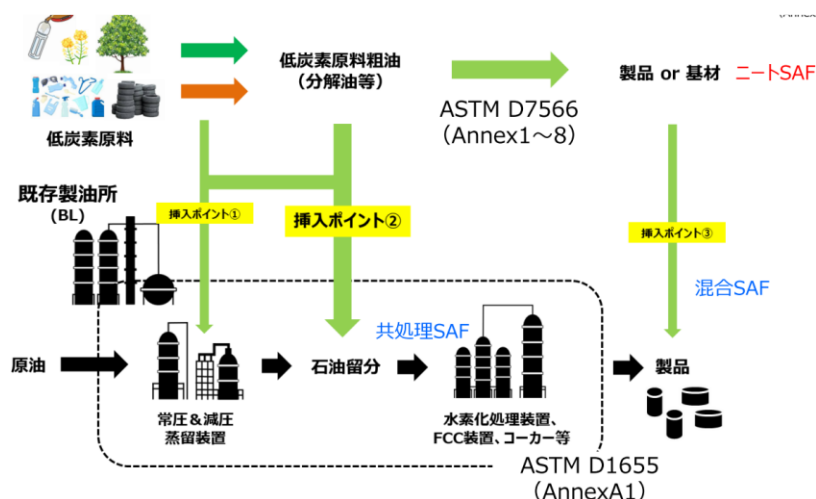 低炭素原料
低炭素原料粗油
（分解油等）
ASTM D7566
（Annex1～8）
製品 or 基材 ニートSAF
既存製油所
(BL)
挿入ポイント①
挿入ポイント②
挿入ポイント③
混合SAF
共処理SAF
原油
常圧＆減圧
蒸留装置
石油留分
水素化処理装置、
FCC装置、コーカー等
製品
ASTM D1655
（AnnexA1）